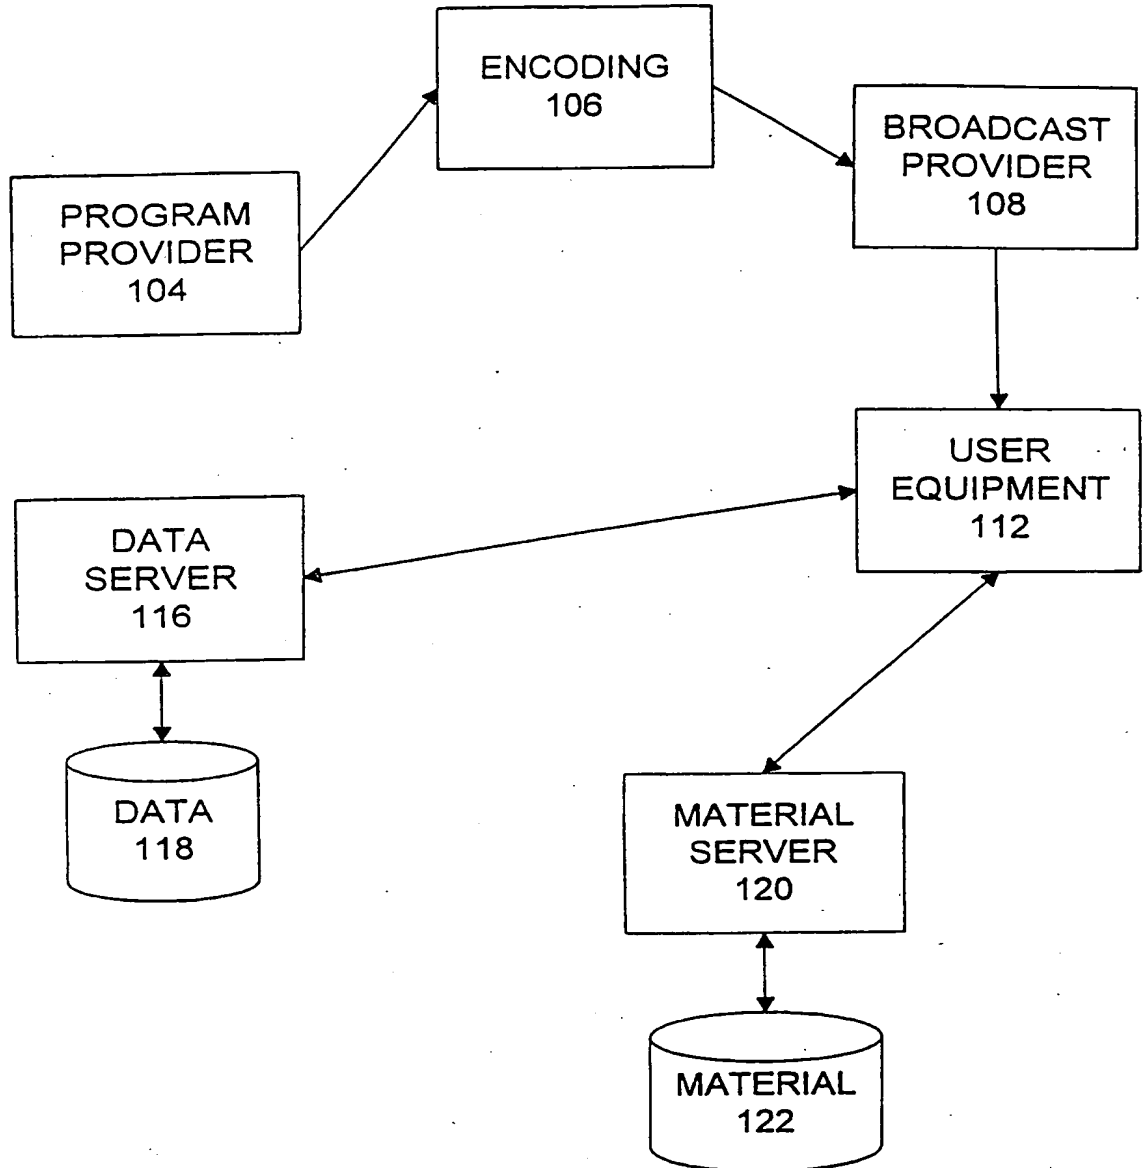 ENCODING
106
BROADCAST
PROVIDER
108
PROGRAM
PROVIDER
104
USER
EQUIPMENT
112
DATA
SERVER
116
DATA
118
MATERIAL
SERVER
120
MATERIAL
122